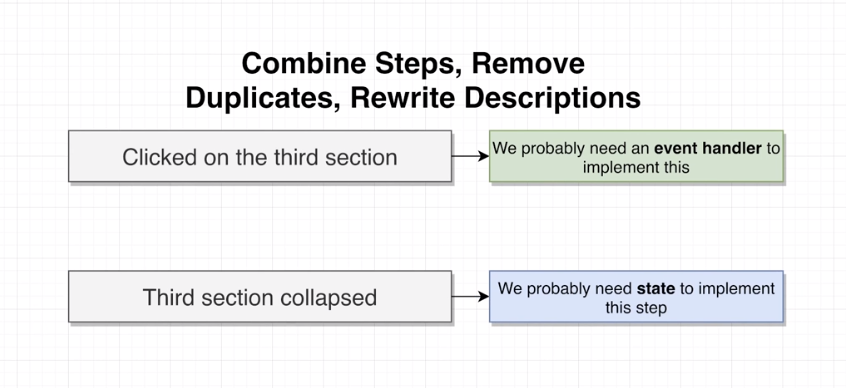 Combine Steps, Remove
Duplicates, Rewrite Descriptions
Clicked on the third section
We probably need an event handler to
implement this
Third section collapsed
We probably need state to implement
this step